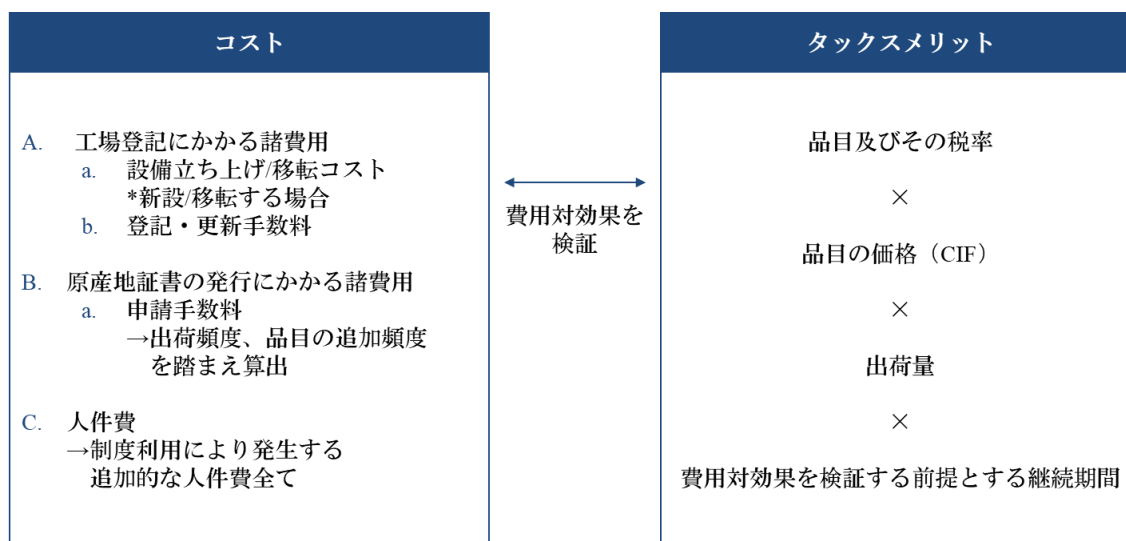 コスト
A. 工場登記にかかる諸費用
a. 設備立ち上げ/移転コスト
*新設/移転する場合
b. 登記・更新手数料
B. 原産地証書の発行にかかる諸費用
a. 申請手数料
→出荷頻度、品目の追加頻度
を踏まえ算出
C. 人件費
→制度利用により発生する
追加的な人件費全て
費用対効果を
検証
タックスメリット
品目及びその税率
×
品目の価格（CIF）
×
出荷量
×
費用対効果を検証する前提とする継続期間